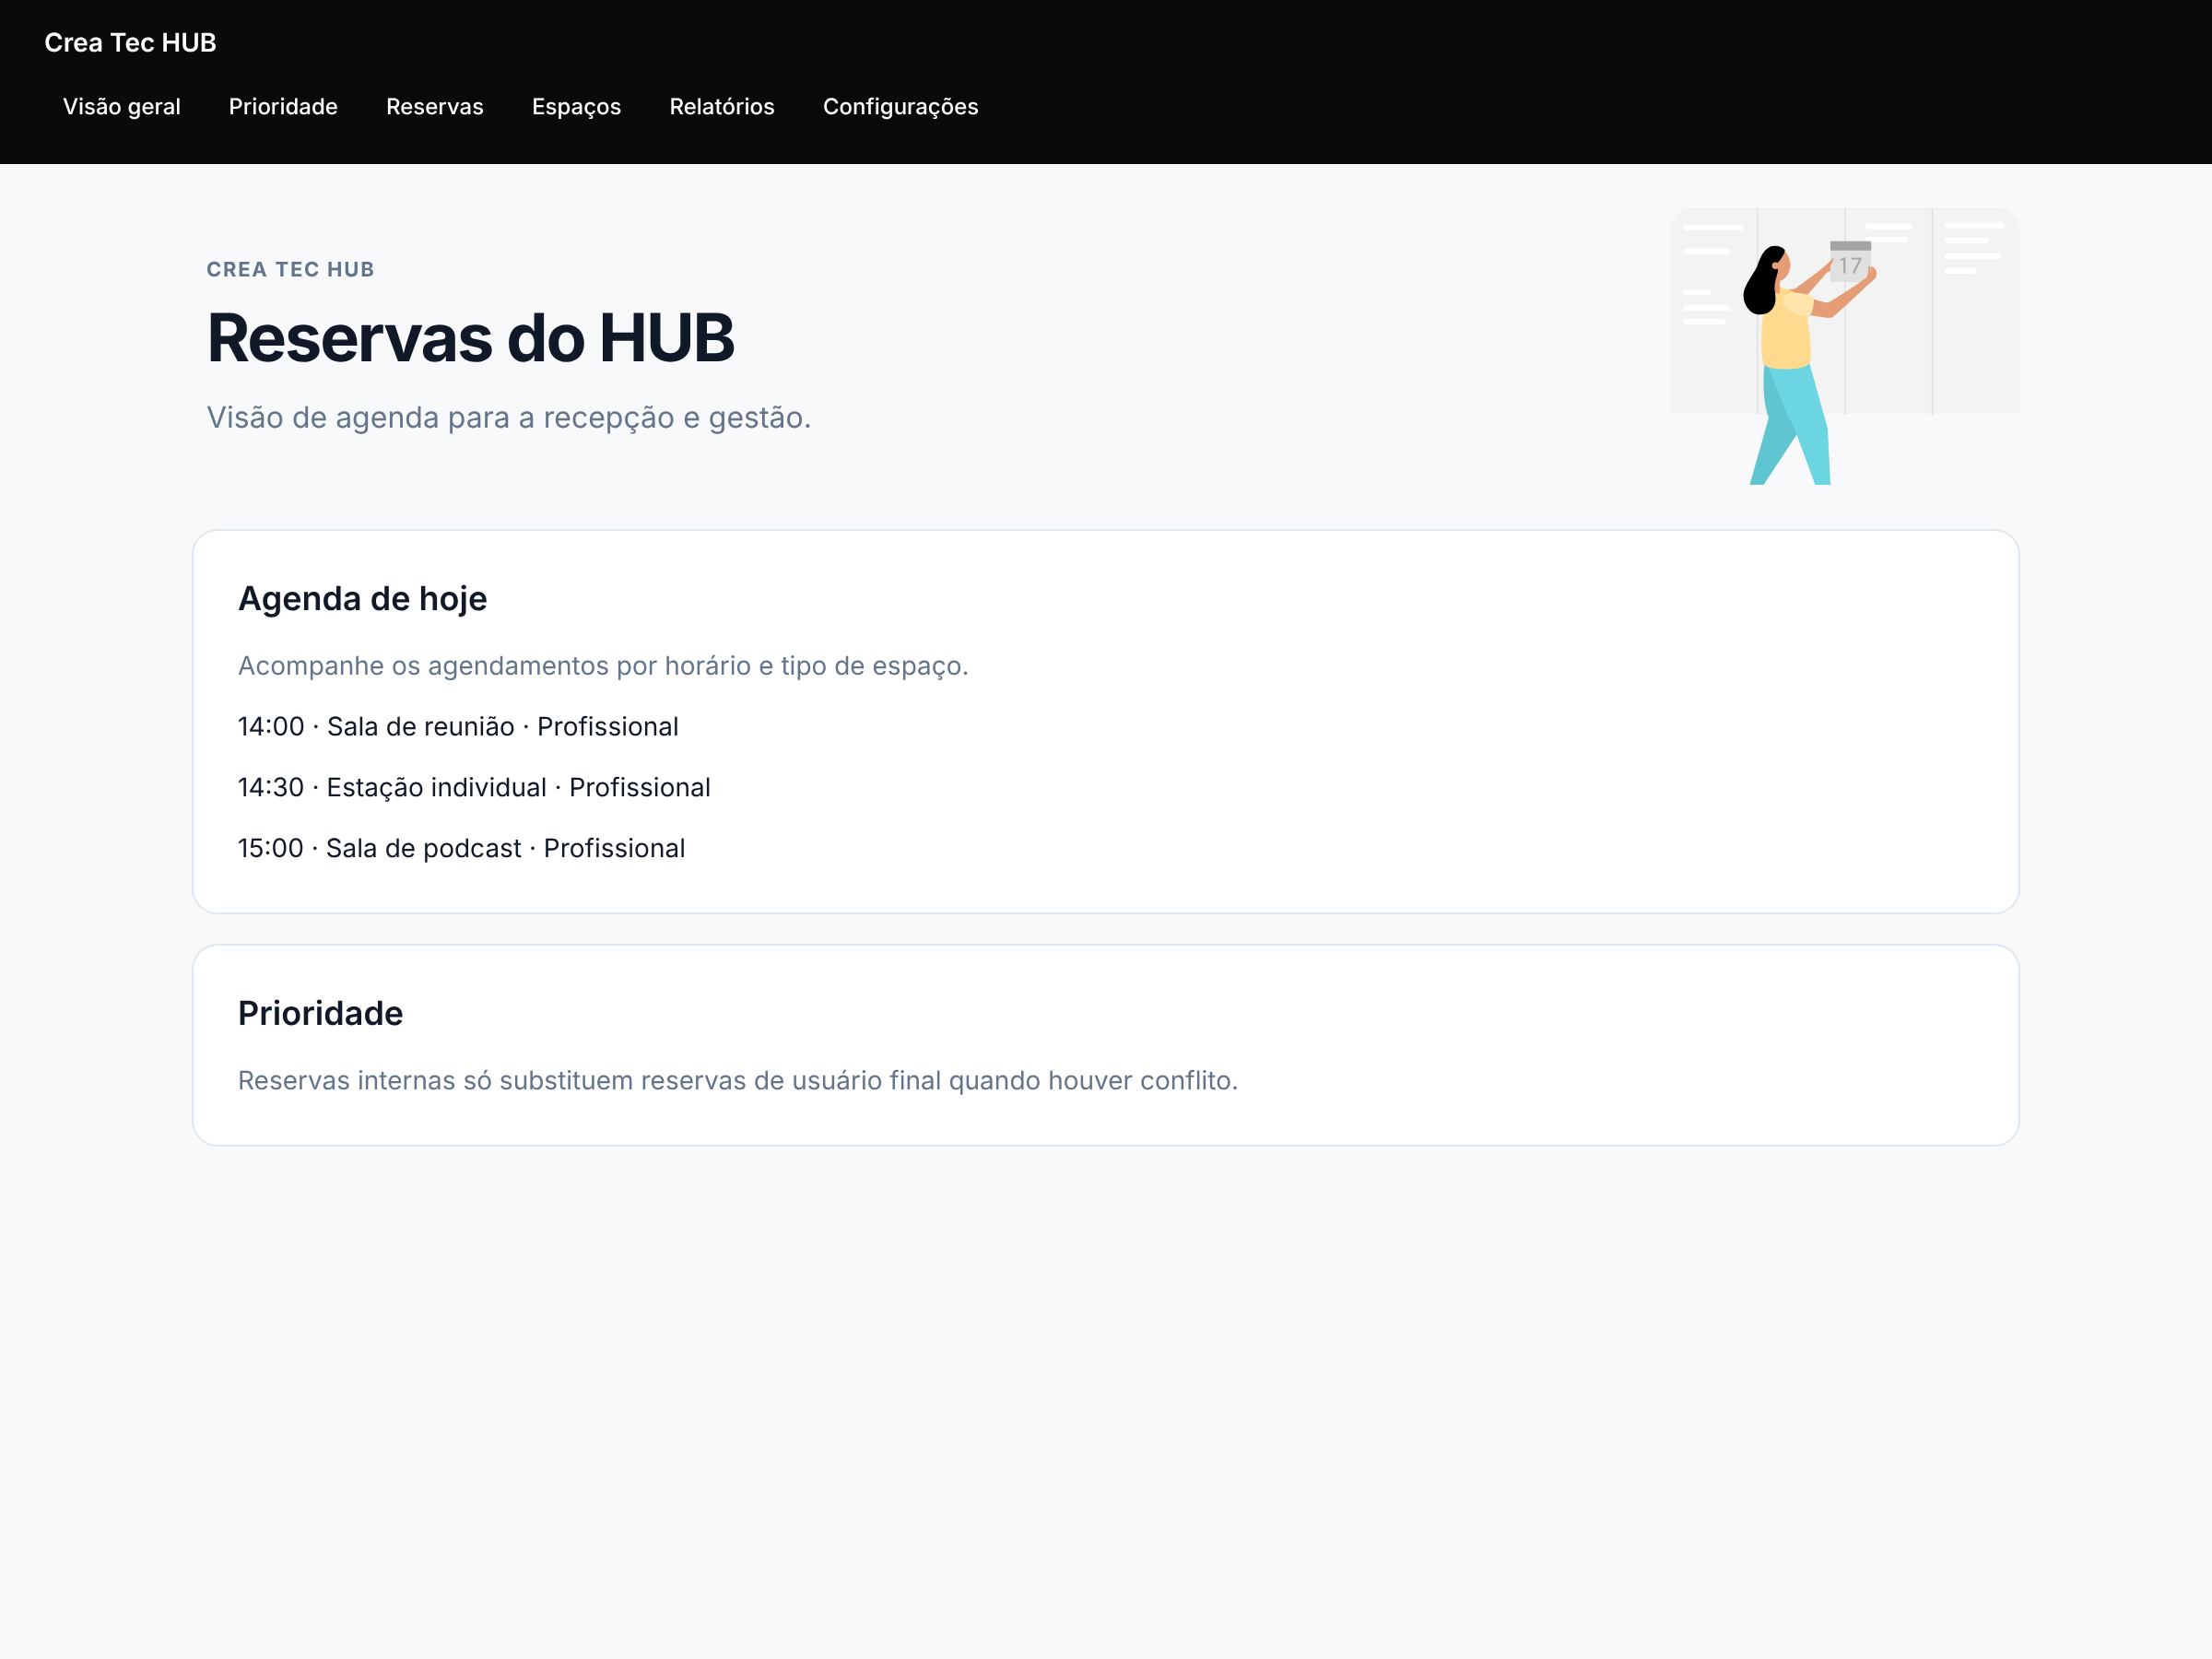 Crea Tec HUB
Visão geral Prioridade Reservas Espaços Relatórios Configurações
CREA TEC HUB
Reservas do HUB
Visão de agenda para a recepção e gestão.
17
Agenda de hoje
Acompanhe os agendamentos por horário e tipo de espaço.
14:00 · Sala de reunião · Profissional
14:30 · Estação individual · Profissional
15:00 · Sala de podcast · Profissional
Prioridade
Reservas internas só substituem reservas de usuário final quando houver conflito.